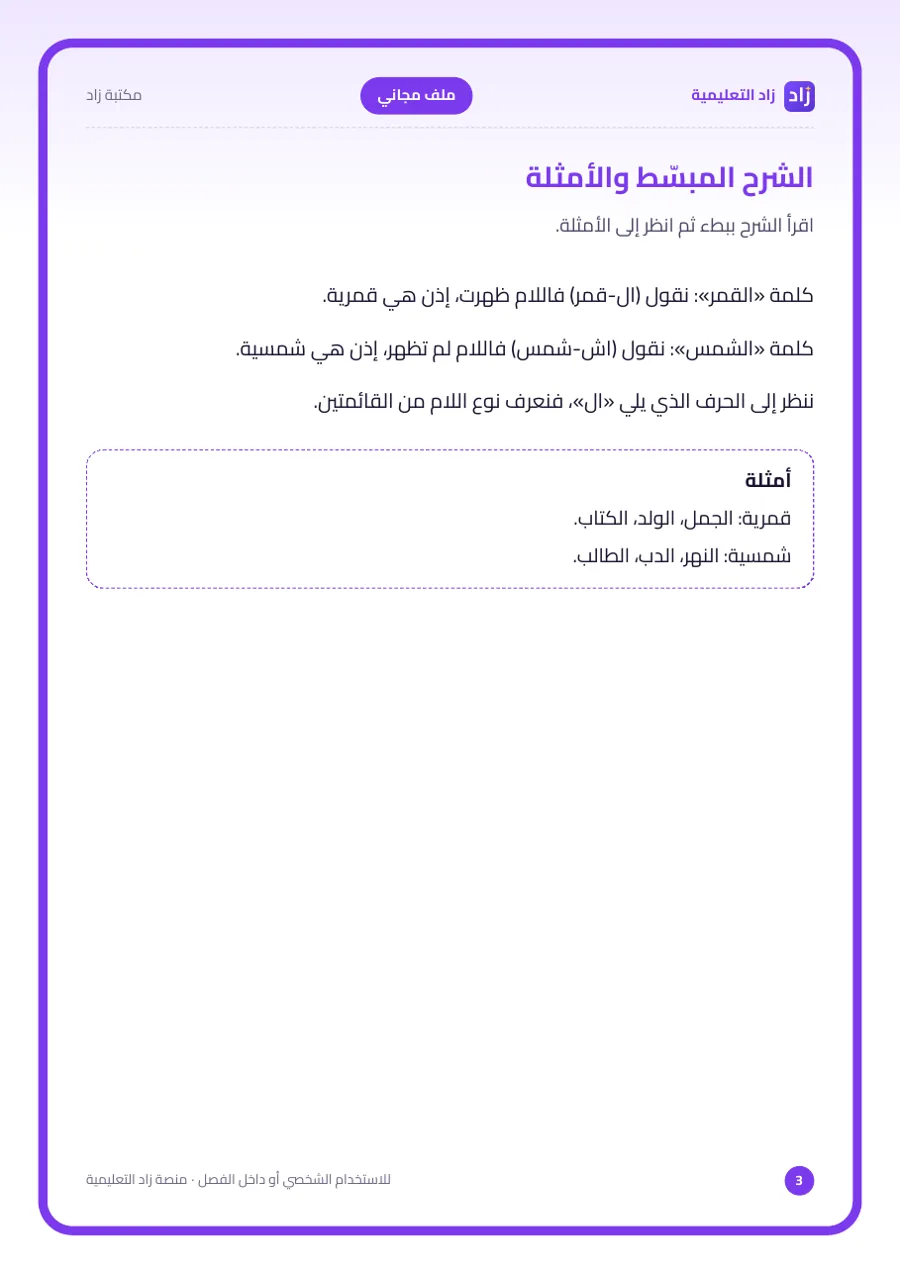 زاد
زاد التعليمية
ملف مجاني
مكتبة زاد
الشرح المبسّط والأمثلة
اقرأ الشرح ببطء ثم انظر إلى الأمثلة.
كلمة «القمر»: نقول (ال-قمر) فاللام ظهرت، إذن هي قمرية.
كلمة «الشمس»: نقول (اش-شمس) فاللام لم تظهر، إذن هي شمسية.
ننظر إلى الحرف الذي يلي «ال»، فنعرف نوع اللام من القائمتين.
أمثلة
قمرية: الجمل، الولد، الكتاب.
شمسية: النهر، الدب، الطالب.
3
للاستخدام الشخصي أو داخل الفصل · منصة زاد التعليمية